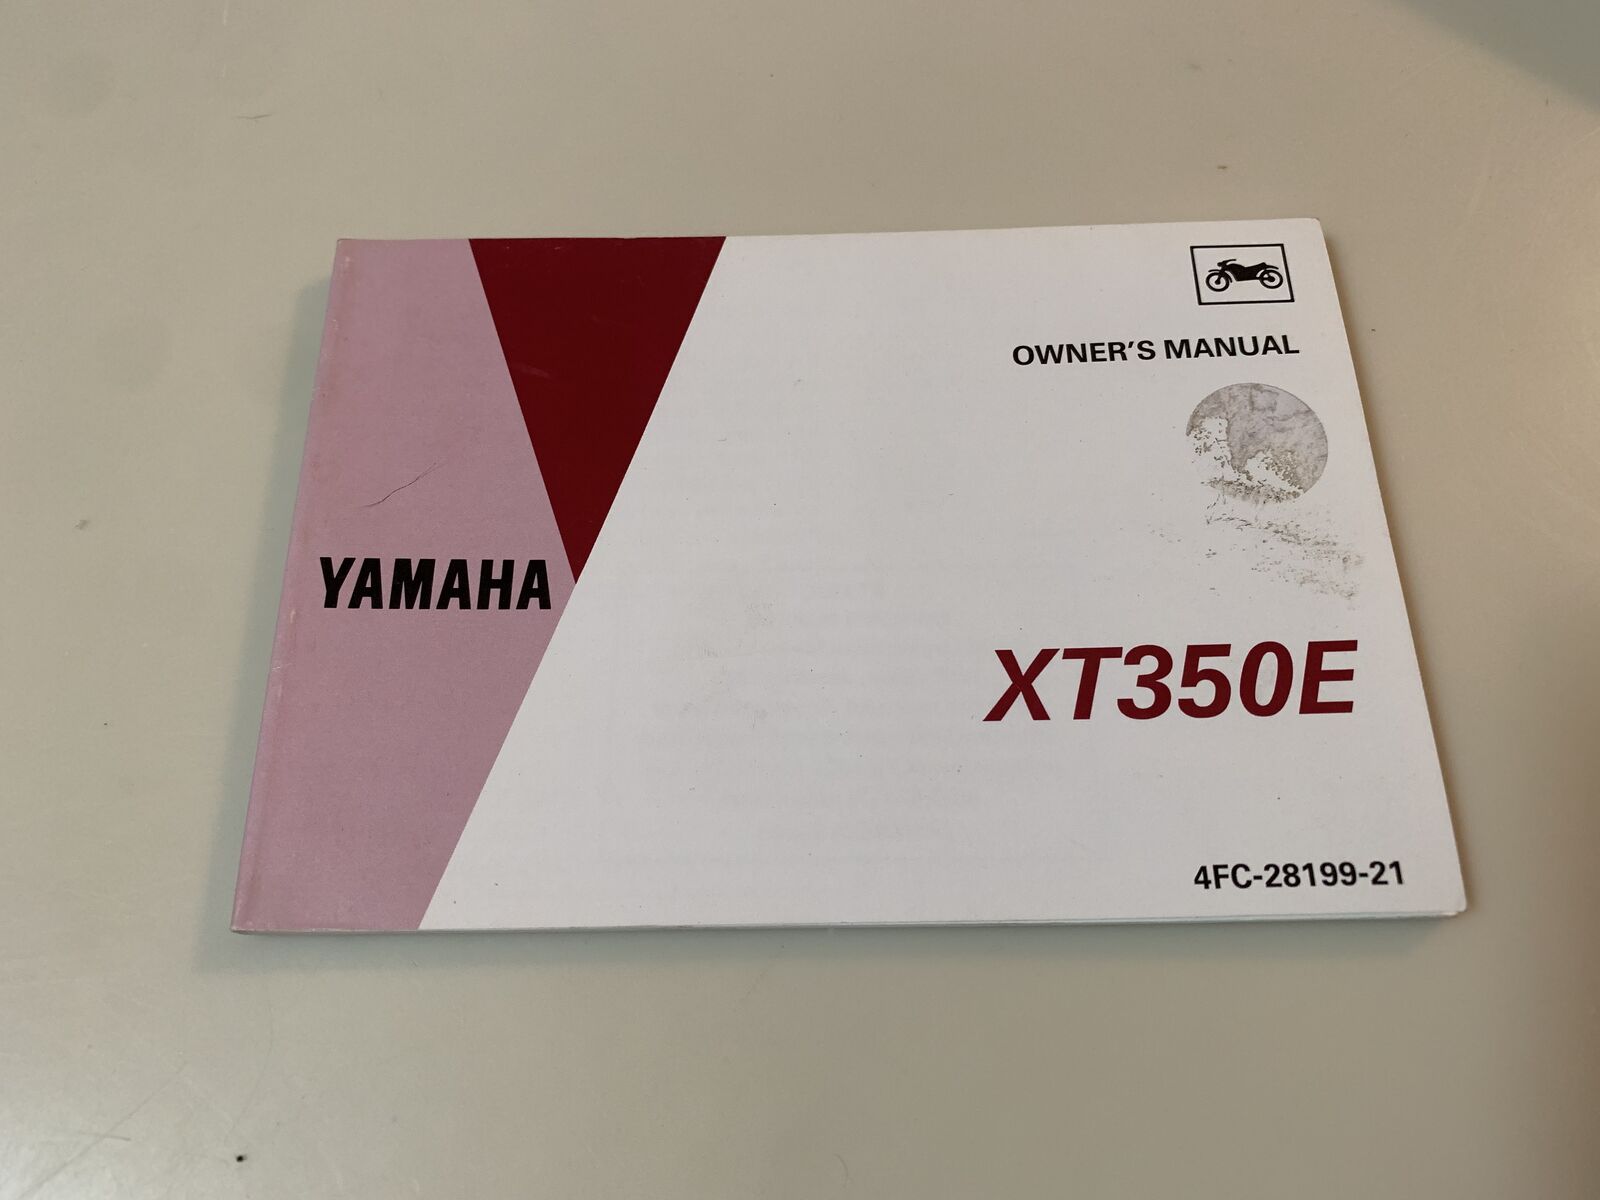 OWNER'S MANUAL
YAMAHA
XT350E
4FC-28199-21